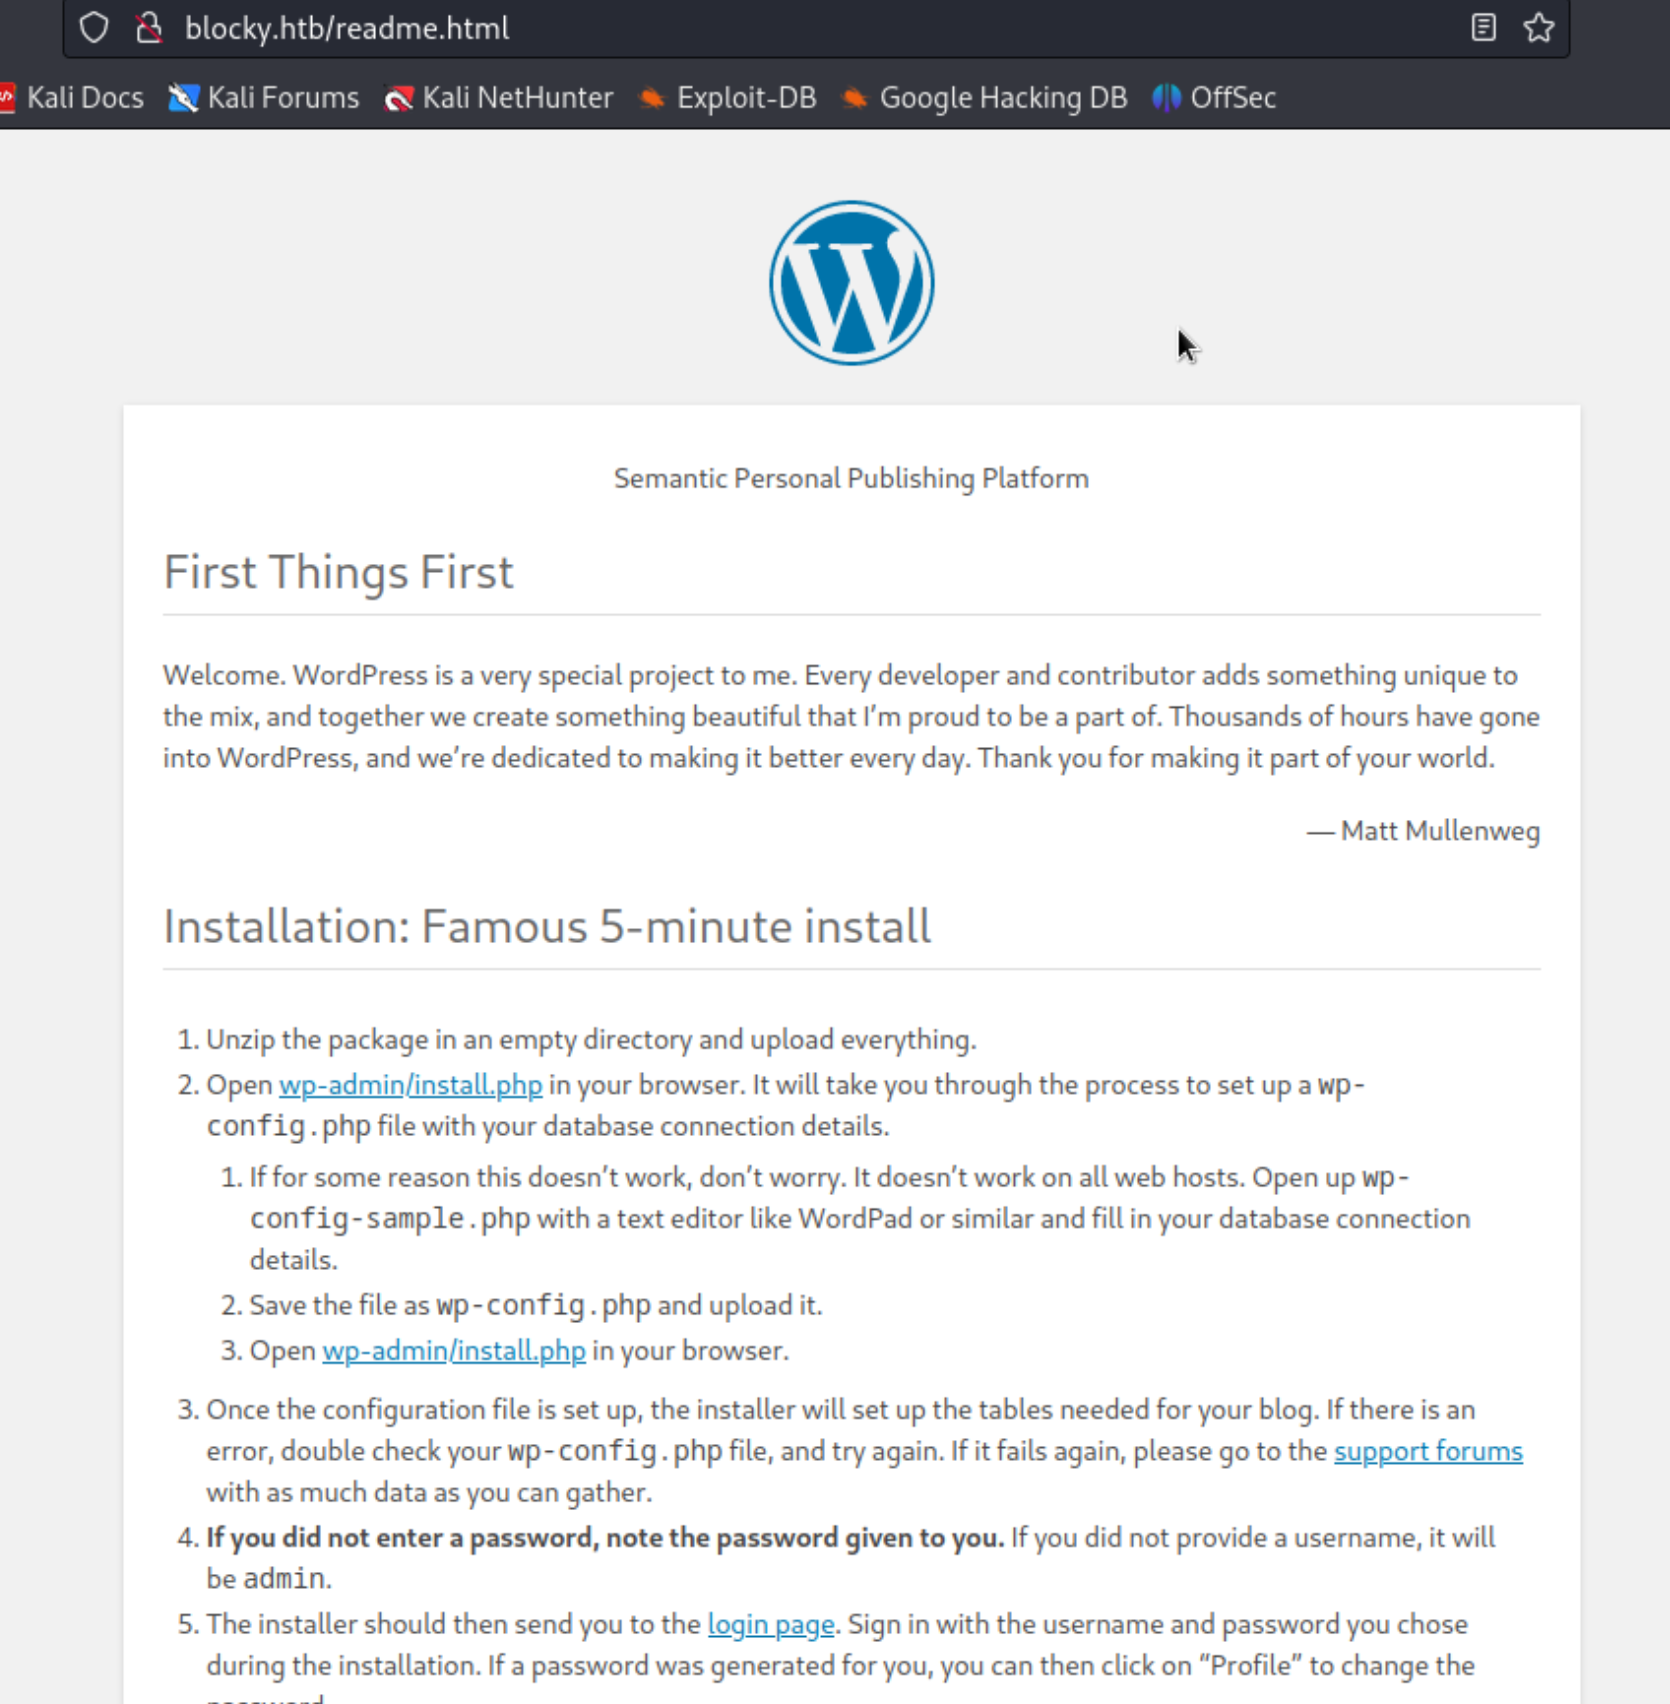 blocky.htb/readme.html
Kali Docs Kali Forums Kali NetHunter Exploit-DB Google Hacking DB OffSec
Semantic Personal Publishing Platform
First Things First
Welcome. WordPress is a very special project to me. Every developer and contributor adds something unique to
the mix, and together we create something beautiful that I’m proud to be a part of. Thousands of hours have gone
into WordPress, and we’re dedicated to making it better every day. Thank you for making it part of your world.
— Matt Mullenweg
Installation: Famous 5-minute install
1. Unzip the package in an empty directory and upload everything.
2. Open wp-admin/install.php in your browser. It will take you through the process to set up a wp-
config.php file with your database connection details.
1. If for some reason this doesn’t work, don’t worry. It doesn’t work on all web hosts. Open up wp-
config-sample.php with a text editor like WordPad or similar and fill in your database connection
details.
2. Save the file as wp-config.php and upload it.
3. Open wp-admin/install.php in your browser.
3. Once the configuration file is set up, the installer will set up the tables needed for your blog. If there is an
error, double check your wp-config.php file, and try again. If it fails again, please go to the support forums
with as much data as you can gather.
4. If you did not enter a password, note the password given to you. If you did not provide a username, it will
be admin.
5. The installer should then send you to the login page. Sign in with the username and password you chose
during the installation. If a password was generated for you, you can then click on “Profile” to change the